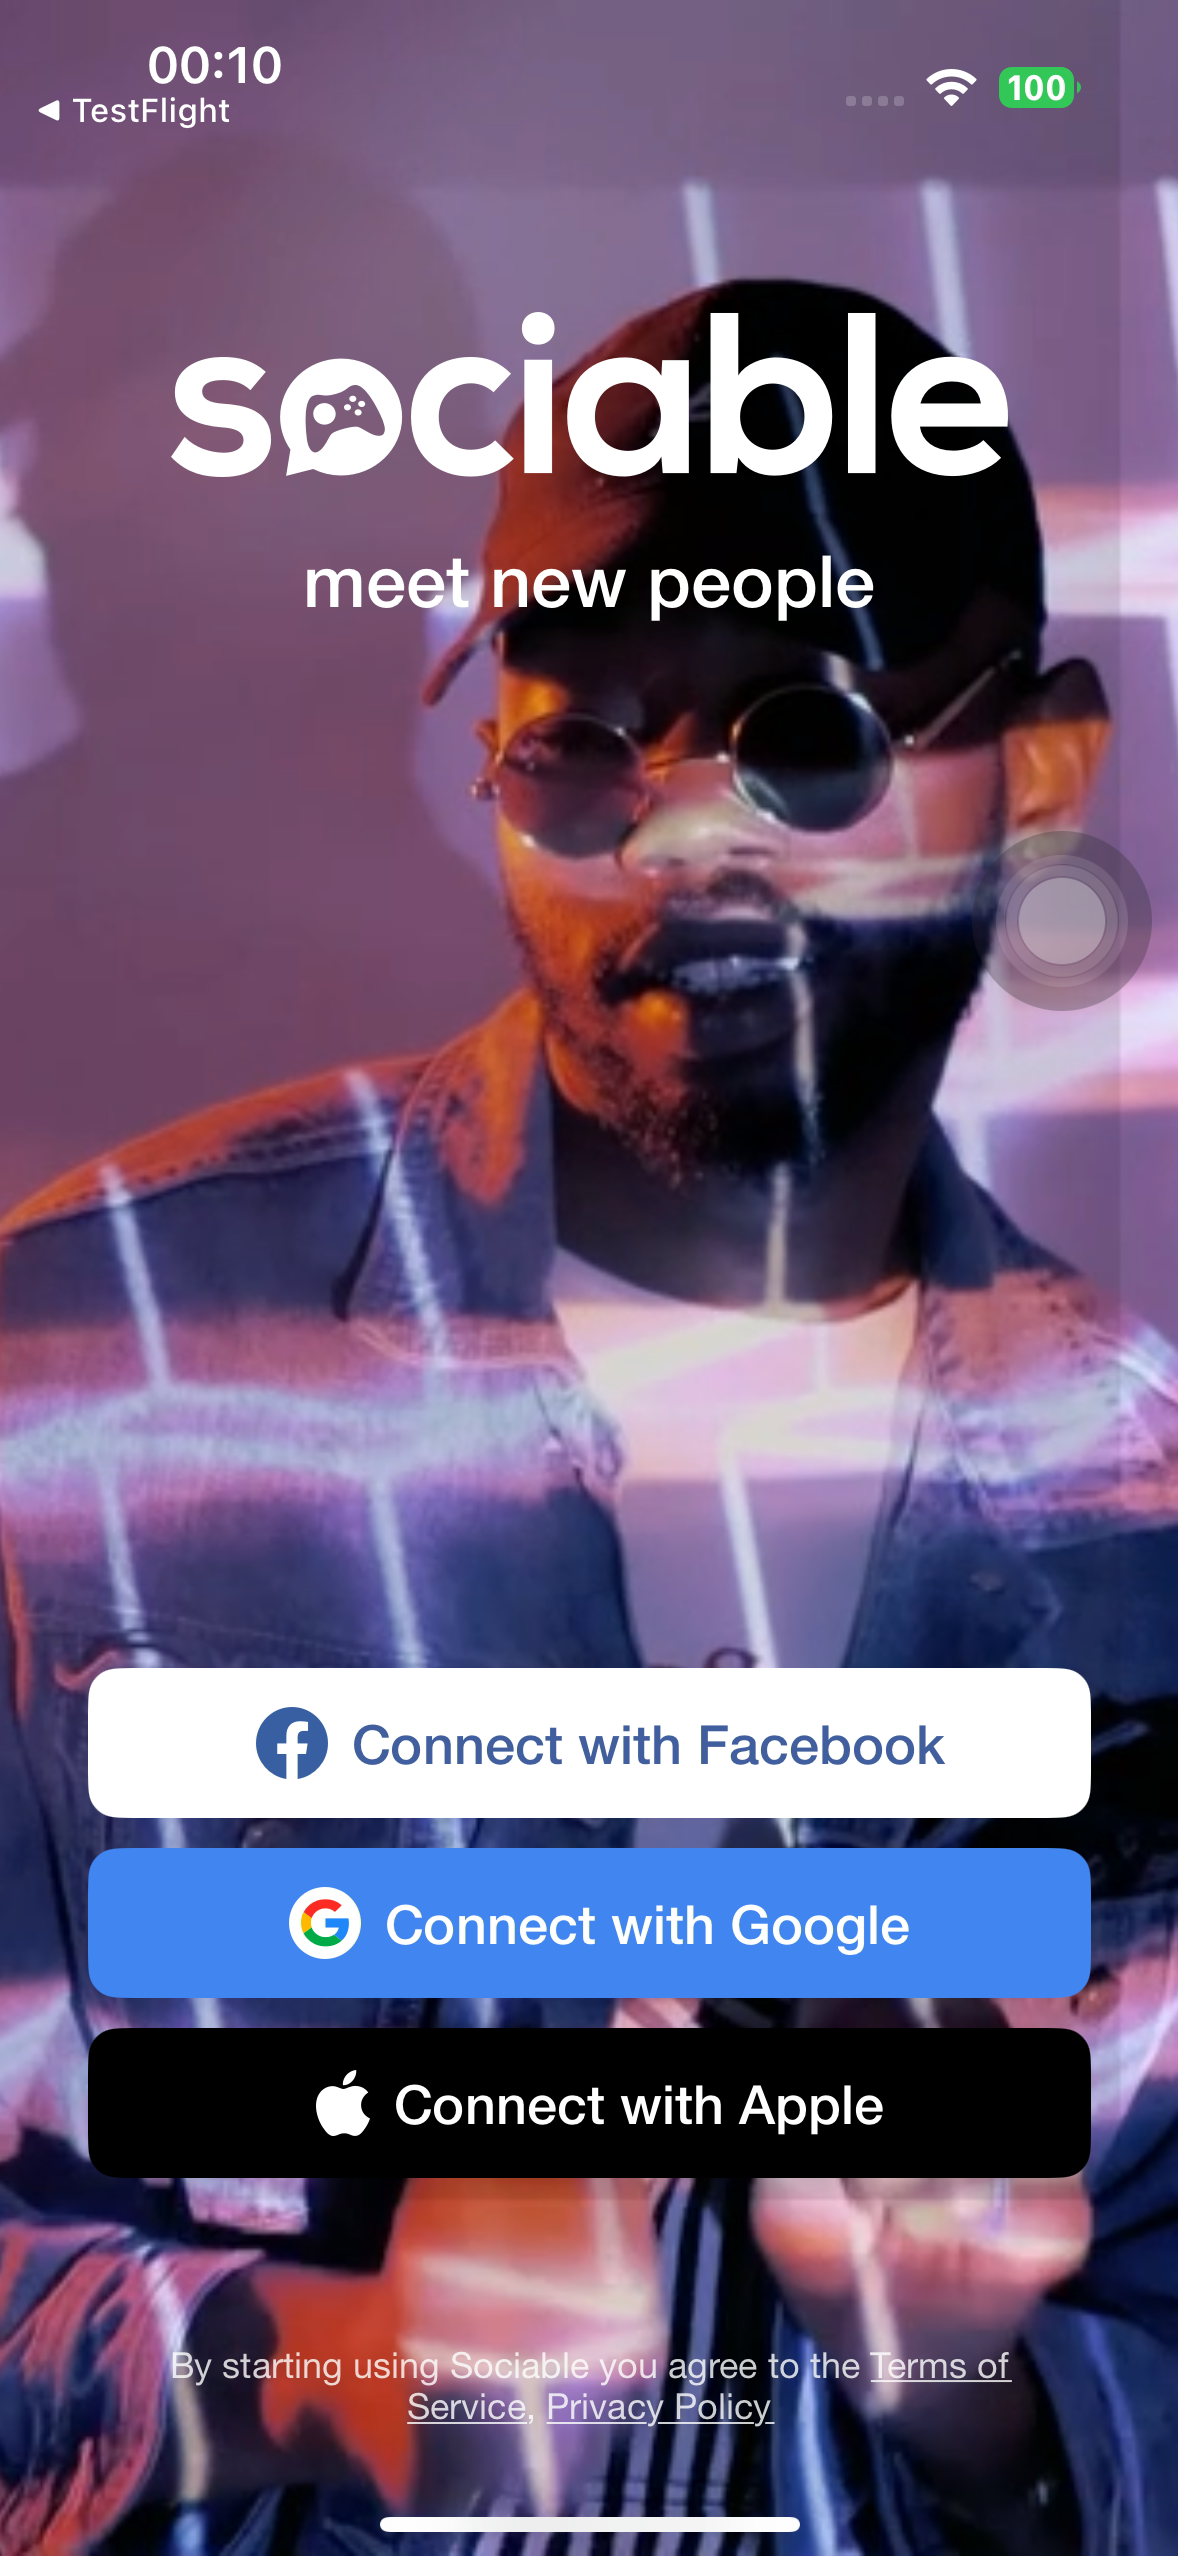 00:10
TestFlight
100
sociable
meet new people
Connect with Facebook
Connect with Google
Connect with Apple
By starting using Sociable you agree to the Terms of
Service, Privacy Policy